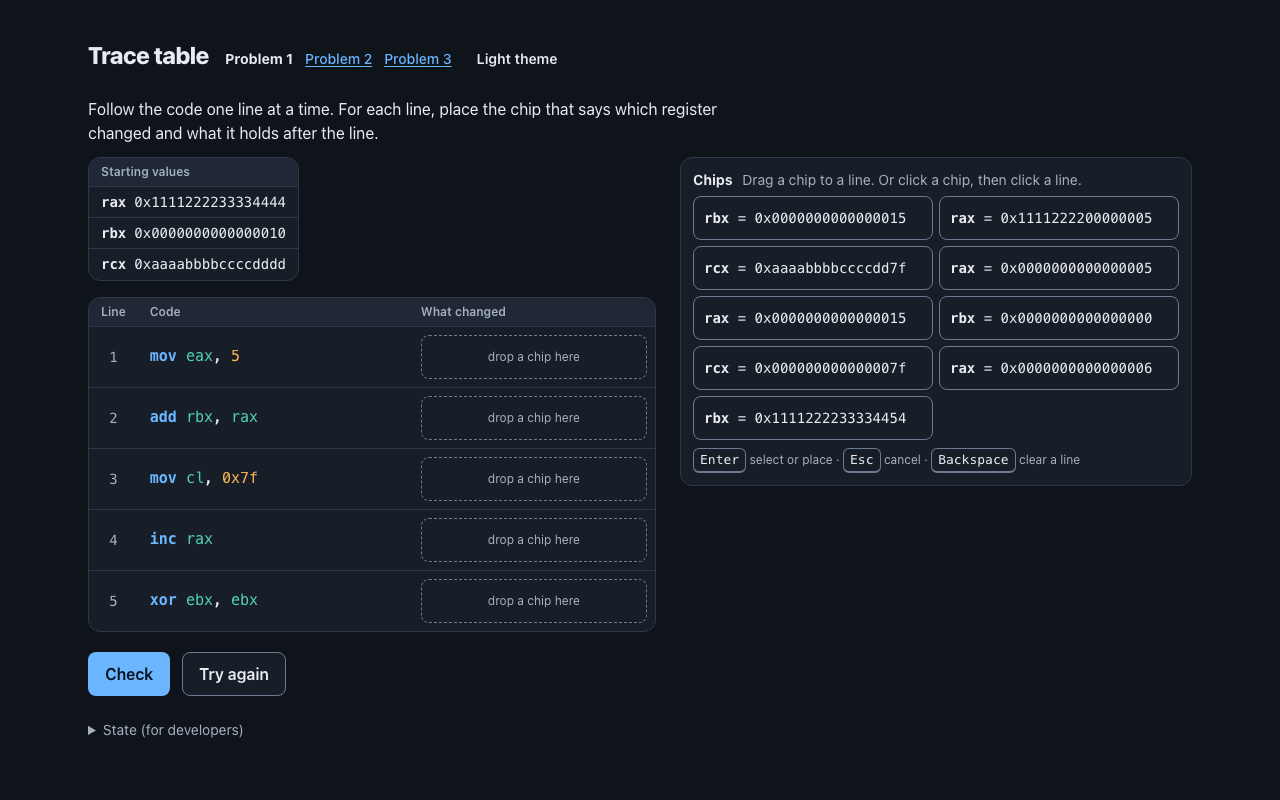 Trace table Problem 1 Problem 2 Problem 3 Light theme
Follow the code one line at a time. For each line, place the chip that says which register
changed and what it holds after the line.
Starting values
rax 0x1111222233334444
rbx 0x0000000000000010
rcx 0xaaaabbbbccccdddd
Line Code What changed
1 mov eax, 5 drop a chip here
2 add rbx, rax drop a chip here
3 mov cl, 0x7f drop a chip here
4 inc rax drop a chip here
5 xor ebx, ebx drop a chip here
Check Try again
State (for developers)
Chips Drag a chip to a line. Or click a chip, then click a line.
rbx = 0x0000000000000015 rax = 0x1111222200000005
rcx = 0xaaaabbbbccccdd7f rax = 0x0000000000000005
rax = 0x0000000000000015 rbx = 0x0000000000000000
rcx = 0x000000000000007f rax = 0x0000000000000006
rbx = 0x1111222233334454
Enter select or place · Esc cancel · Backspace clear a line